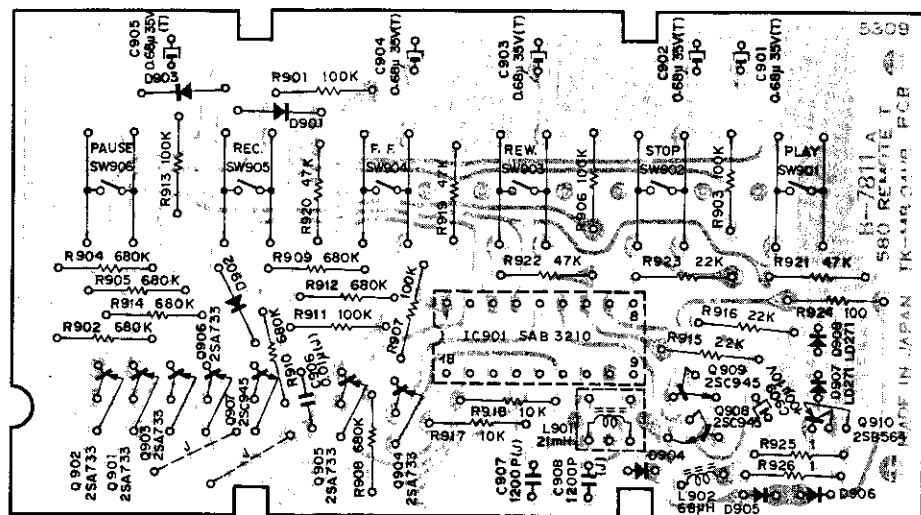 5309
C905
0.68μ 35V(T)
D903
R901 100K
D901
C904
0.68μ 35V(T)
C903
0.68μ 35V(T)
C902
0.68μ 35V(T)
C901
0.68μ 35V(T)
PAUSE
SW906
R913 100K
REC.
SW905
R920 47K
F. F.
SW904
R919 47K
REW.
SW903
R906 100K
STOP
SW902
R903 100K
PLAY
SW901
B-781 A
580 REMOTE
MADE IN JAPAN
R904 680K
R905 680K
R914 680K
R902 680K
D902
R909 680K
R912 680K
R911 100K
R907 100K
R922 47K
R923 22K
R921 47K
R924 100
R916 22K
R915 22K
IC901 SAB 3210
18
8
9
Q906
2SA733
Q907
2SC945
R910 680K
C906
0.01μ(J)
Q902
2SA733
Q901
2SA733
Q903
2SA733
Q905
2SA733
R908 680K
Q904
2SA733
R918 10K
R917 10K
L901
21mH
C907
1200P(J)
C908
1200P(J)
D904
Q909
2SC945
Q908
2SC945
L902
68μH
D905
D906
D908
LD271
D907
LD271
Q910
2SB564
R925 1
R926 1